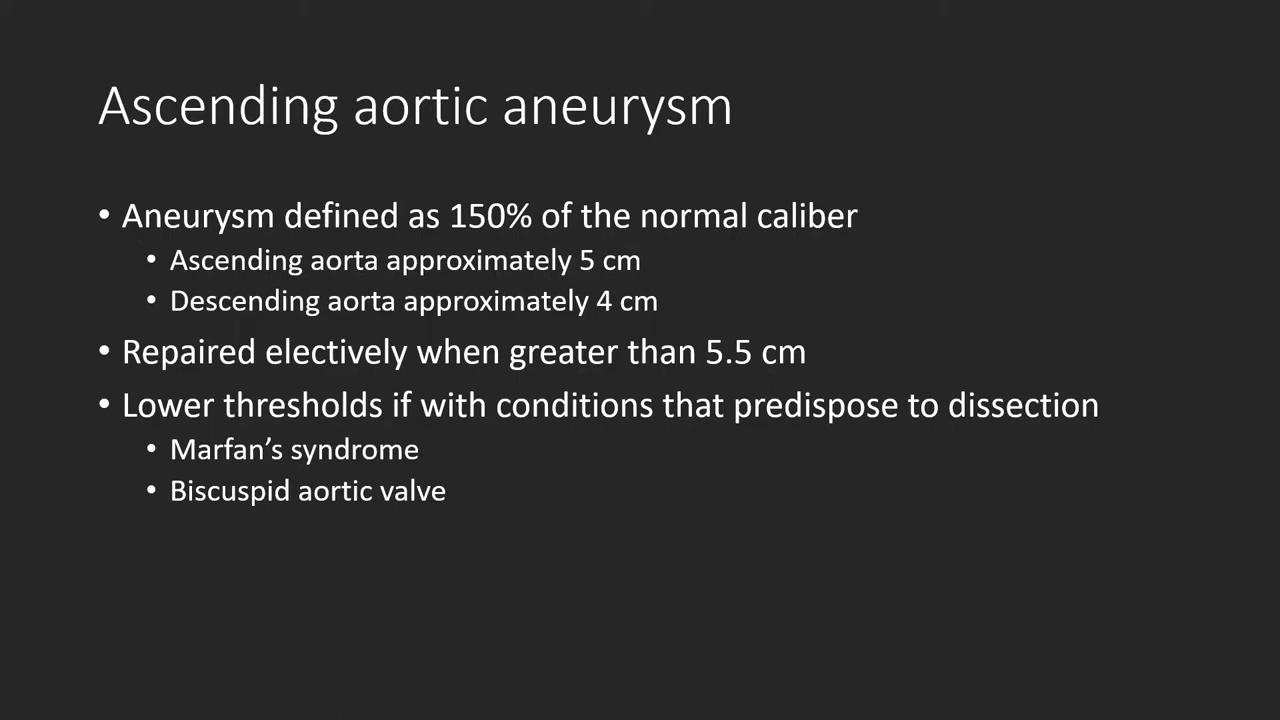 Ascending aortic aneurysm
• Aneurysm defined as 150% of the normal caliber
• Ascending aorta approximately 5 cm
• Descending aorta approximately 4 cm
• Repaired electively when greater than 5.5 cm
• Lower thresholds if with conditions that predispose to dissection
• Marfan’s syndrome
• Biscuspid aortic valve